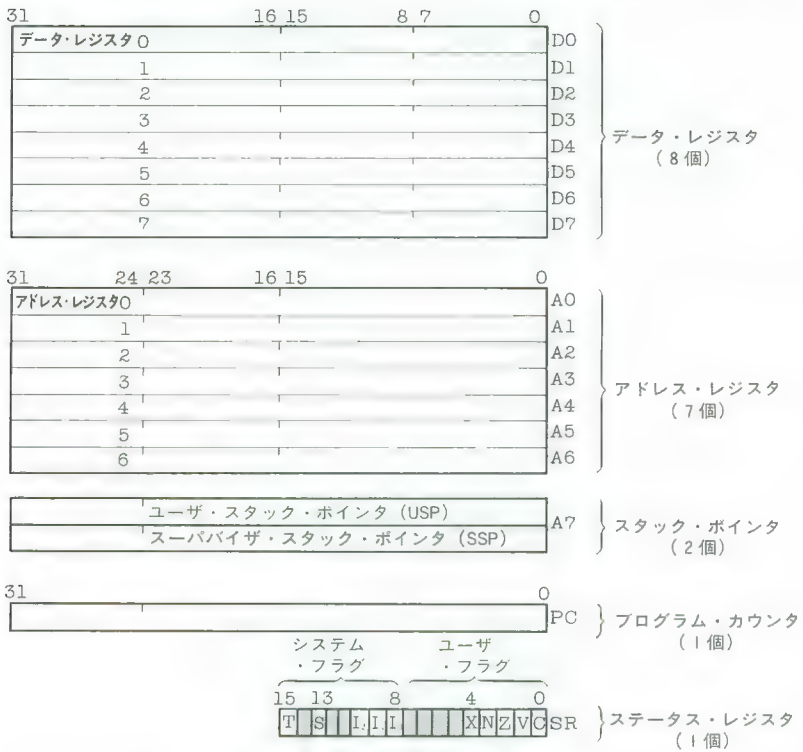 31 16 15 8 7 0
データ・レジスタ0 D0
1 D1
2 D2
3 D3 データ・レジスタ
4 D4 (8個)
5 D5
6 D6
7 D7
31 24 23 16 15 0
アドレス・レジスタ0 A0
1 A1
2 A2
3 A3 アドレス・レジスタ
4 A4 (7個)
5 A5
6 A6
ユーザ・スタック・ポインタ (USP)
A7 スタック・ポインタ
スーパバイザ・スタック・ポインタ (SSP)
(2個)
31 0
PC プログラム・カウンタ
(1個)
システム ユーザ
・フラグ ・フラグ
15 13 8 4 0
T S I I I X N Z V C SR ステータス・レジスタ
(1個)